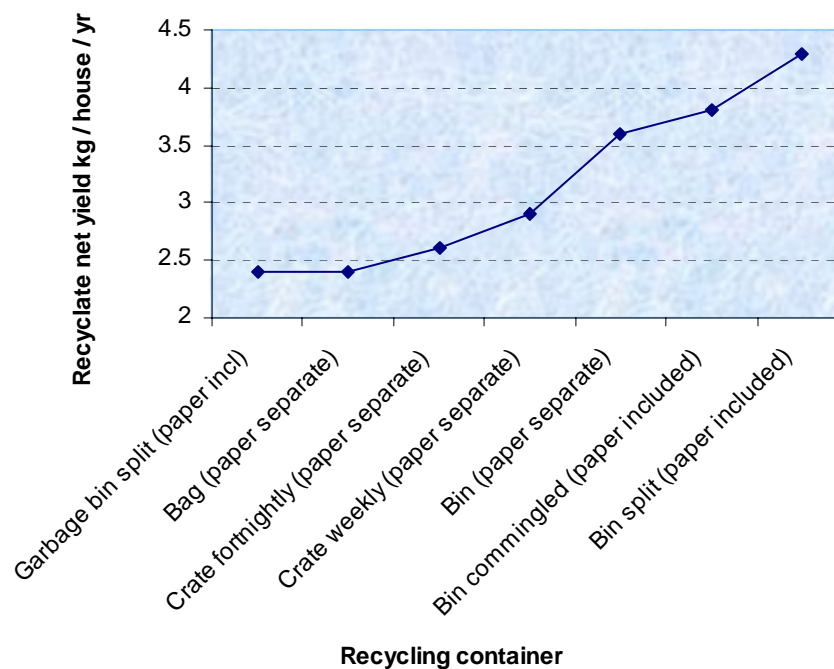 Recyclate net yield kg / house / yr
4.5
4
3.5
3
2.5
2
Garbage bin split (paper incl)
Bag (paper separate)
Crate fortnightly (paper separate)
Crate weekly (paper separate)
Bin (paper separate)
Bin commingled (paper included)
Bin split (paper included)
Recycling container